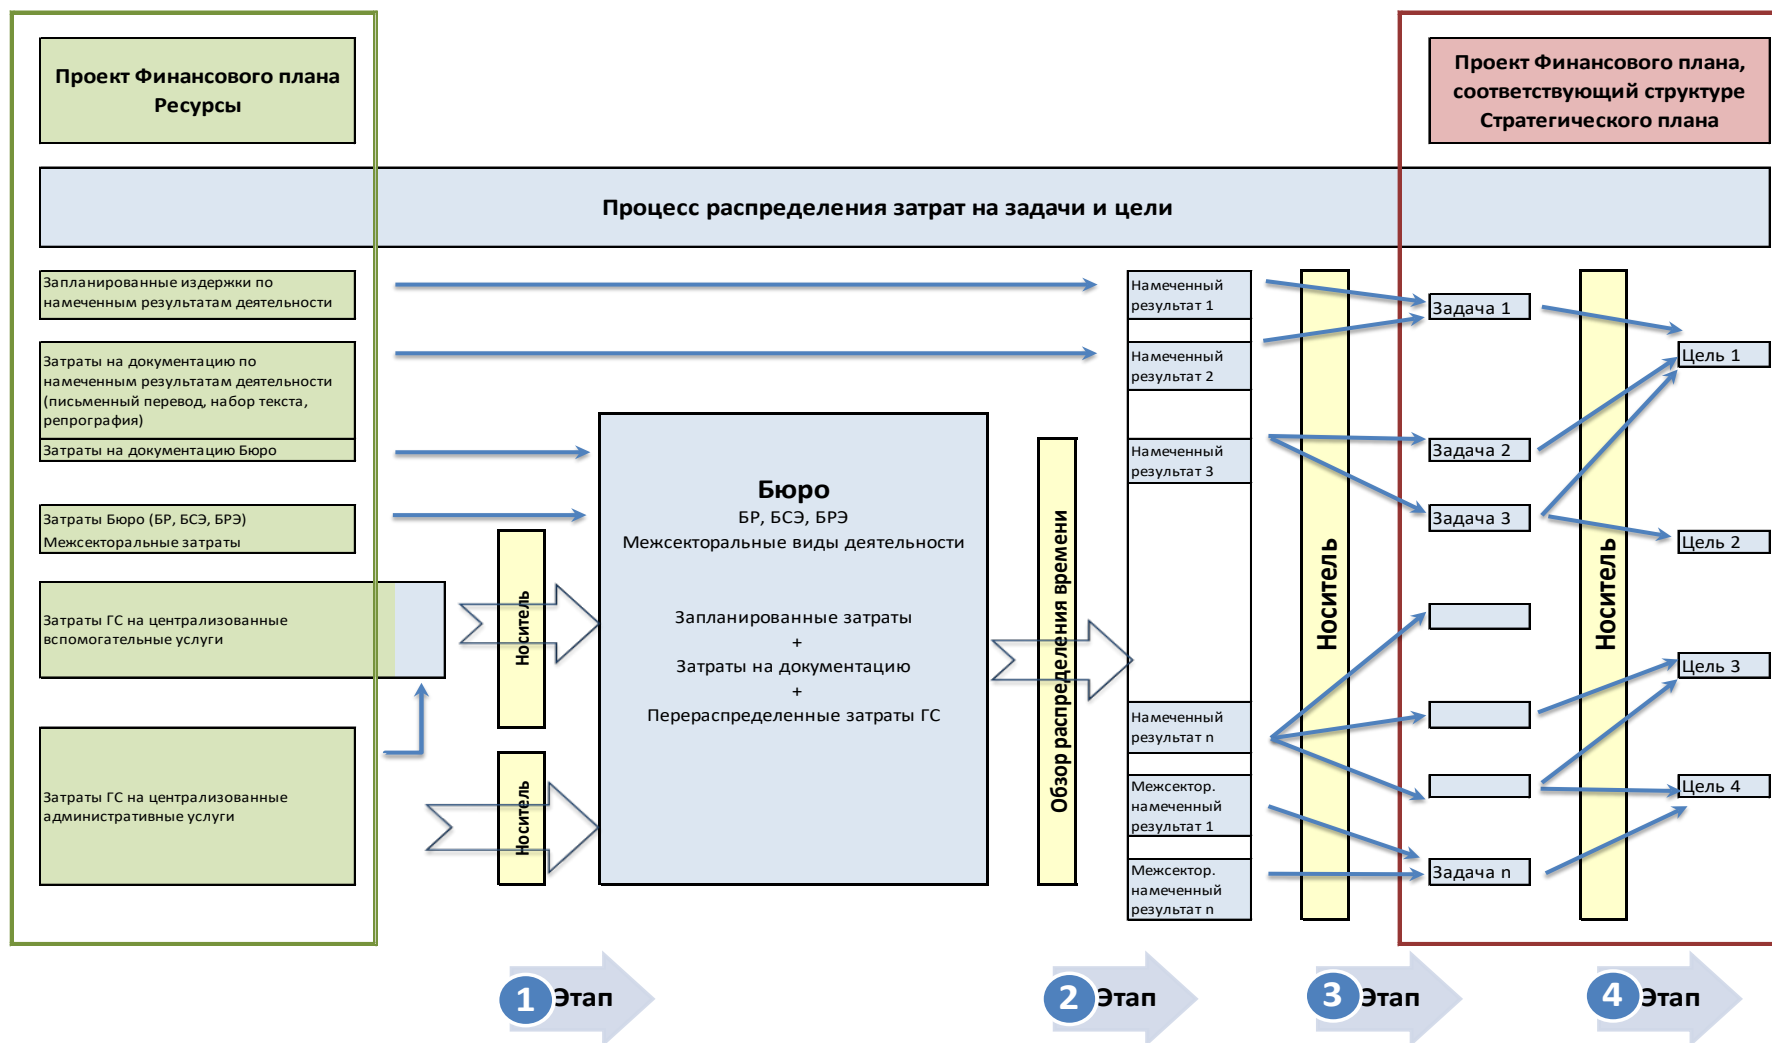 Проект Финансового плана
Ресурсы
Проект Финансового плана,
соответствующий структуре
Стратегического плана
Процесс распределения затрат на задачи и цели
Запланированные издержки по
намеченным результатам деятельности
Затраты на документацию по
намеченным результатам деятельности
(письменный перевод, набор текста,
репрография)
Затраты на документацию Бюро
Затраты Бюро (БР, БСЭ, БРЭ)
Межсекторальные затраты
Затраты ГС на централизованные
вспомогательные услуги
Затраты ГС на централизованные
административные услуги
Носитель
Носитель
Бюро
БР, БСЭ, БРЭ
Межсекторальные виды деятельности
Запланированные затраты
+
Затраты на документацию
+
Перераспределенные затраты ГС
Обзор распределения времени
Намеченный
результат 1
Намеченный
результат 2
Намеченный
результат 3
Намеченный
результат n
Межсектор.
намеченный
результат 1
Межсектор.
намеченный
результат n
Носитель
Задача 1
Задача 2
Задача 3
Задача n
Носитель
Цель 1
Цель 2
Цель 3
Цель 4
1 Этап
2 Этап
3 Этап
4 Этап